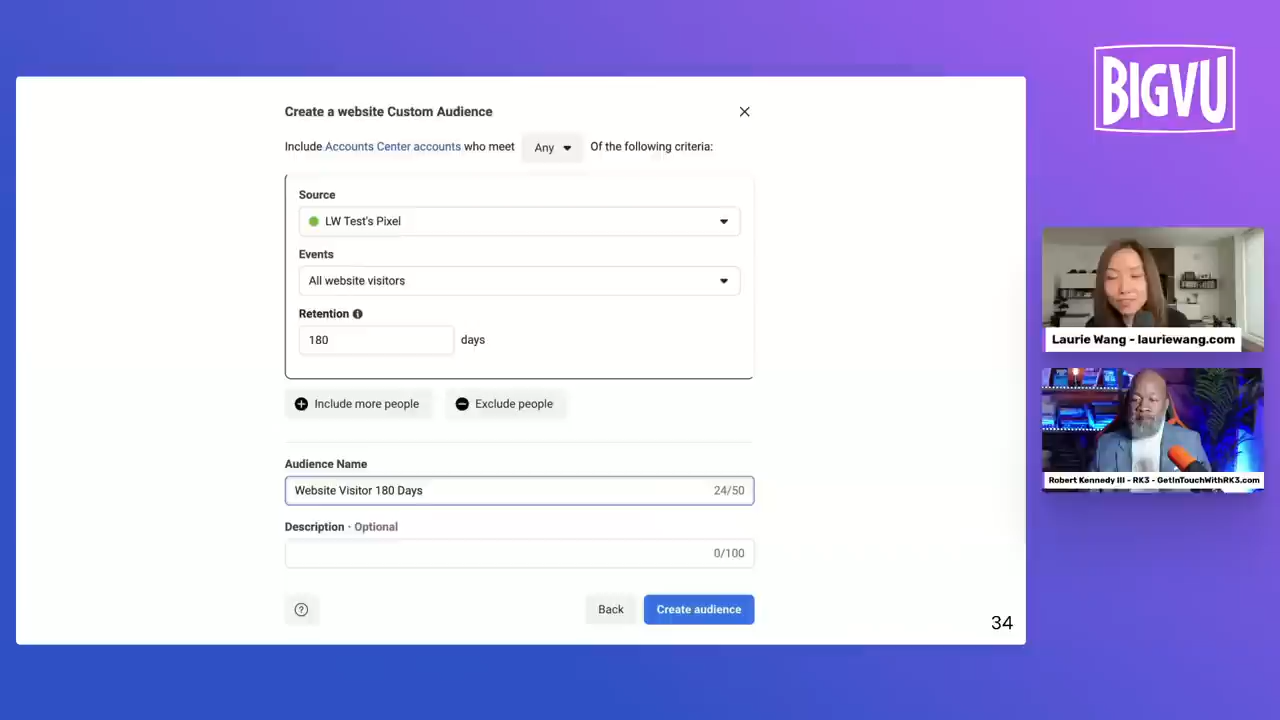 BIGVU
Create a website Custom Audience
Include Accounts Center accounts who meet Any Of the following criteria:
Source
LW Test's Pixel
Events
All website visitors
Retention
180 days
Include more people Exclude people
Audience Name
Website Visitor 180 Days 24/50
Description · Optional
0/100
Back Create audience
34
Laurie Wang - lauriewang.com
Robert Kennedy III - RK3 - GetInTouchWithRK3.com